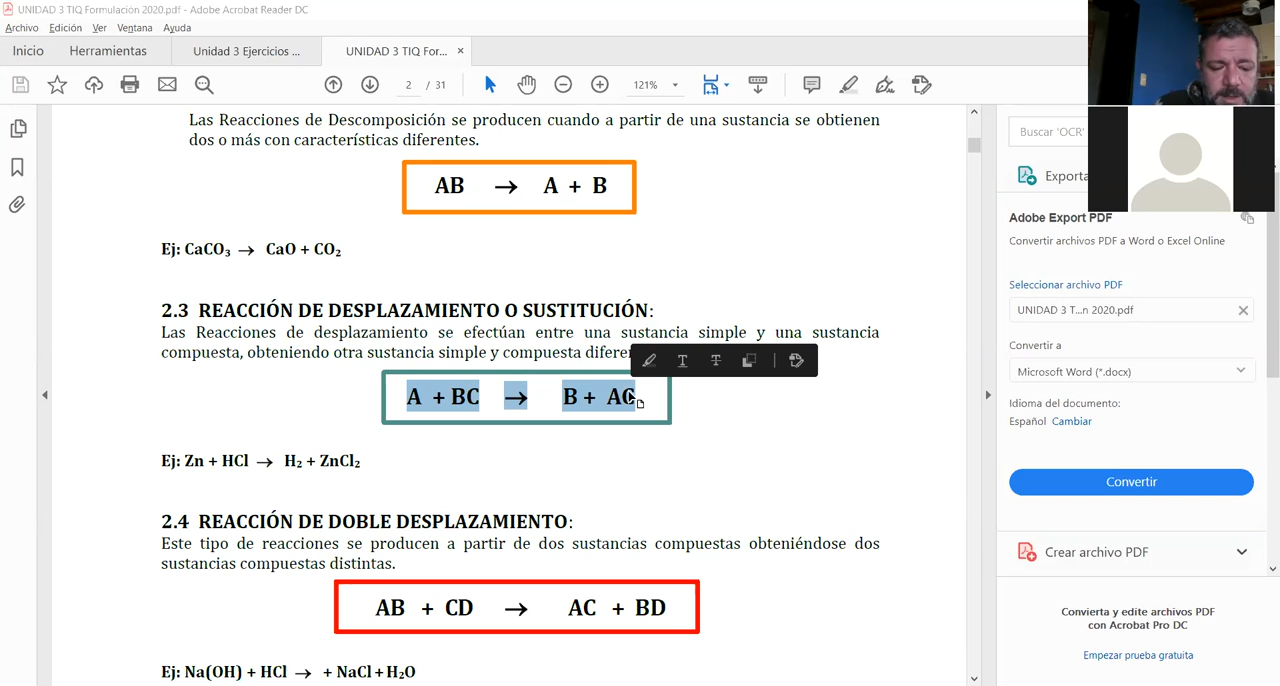 UNIDAD 3 TIQ Formulación 2020.pdf - Adobe Acrobat Reader DC
Archivo Edición Ver Ventana Ayuda
Inicio Herramientas Unidad 3 Ejercicios ... UNIDAD 3 TIQ For... ×
2 / 31 121%
Las Reacciones de Descomposición se producen cuando a partir de una sustancia se obtienen
dos o más con características diferentes.
AB → A + B
Ej: CaCO₃ → CaO + CO₂
2.3 REACCIÓN DE DESPLAZAMIENTO O SUSTITUCIÓN:
Las Reacciones de desplazamiento se efectúan entre una sustancia simple y una sustancia
compuesta, obteniendo otra sustancia simple y compuesta
A + BC → B + AC
Ej: Zn + HCl → H₂ + ZnCl₂
2.4 REACCIÓN DE DOBLE DESPLAZAMIENTO:
Este tipo de reacciones se producen a partir de dos sustancias compuestas obteniéndose dos
sustancias compuestas distintas.
AB + CD → AC + BD
Ej: Na(OH) + HCl → + NaCl + H₂O
Buscar 'OCR'
Adobe Export PDF
Convertir archivos PDF a Word o Excel Online
Seleccionar archivo PDF
UNIDAD 3 T...n 2020.pdf
Convertir a
Microsoft Word (*.docx)
Idioma del documento:
Español Cambiar
Convertir
Crear archivo PDF
Convierta y edite archivos PDF
con Acrobat Pro DC
Empezar prueba gratuita